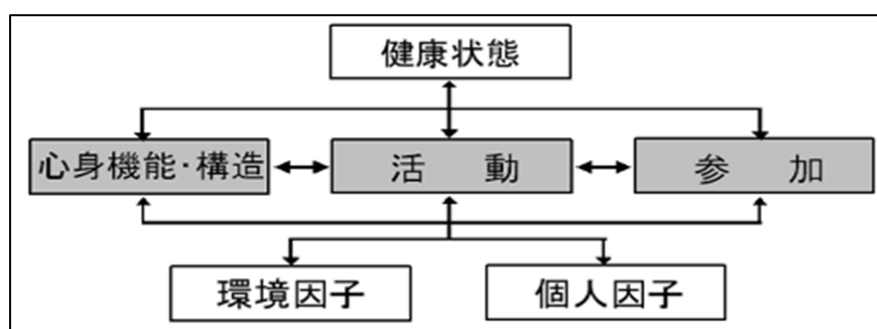 健康状態
心身機能・構造
活　動
参　加
環境因子
個人因子